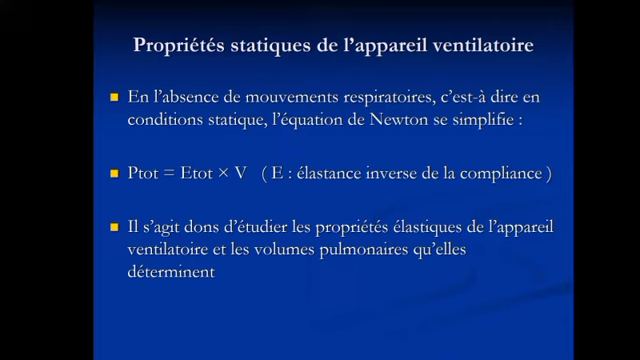 Propriétés statiques de l'appareil ventilatoire
En l'absence de mouvements respiratoires, c'est-à dire en
conditions statique, l'équation de Newton se simplifie :
Ptot = Etot × V ( E : élastance inverse de la compliance )
Il s'agit dons d'étudier les propriétés élastiques de l'appareil
ventilatoire et les volumes pulmonaires qu'elles
déterminent